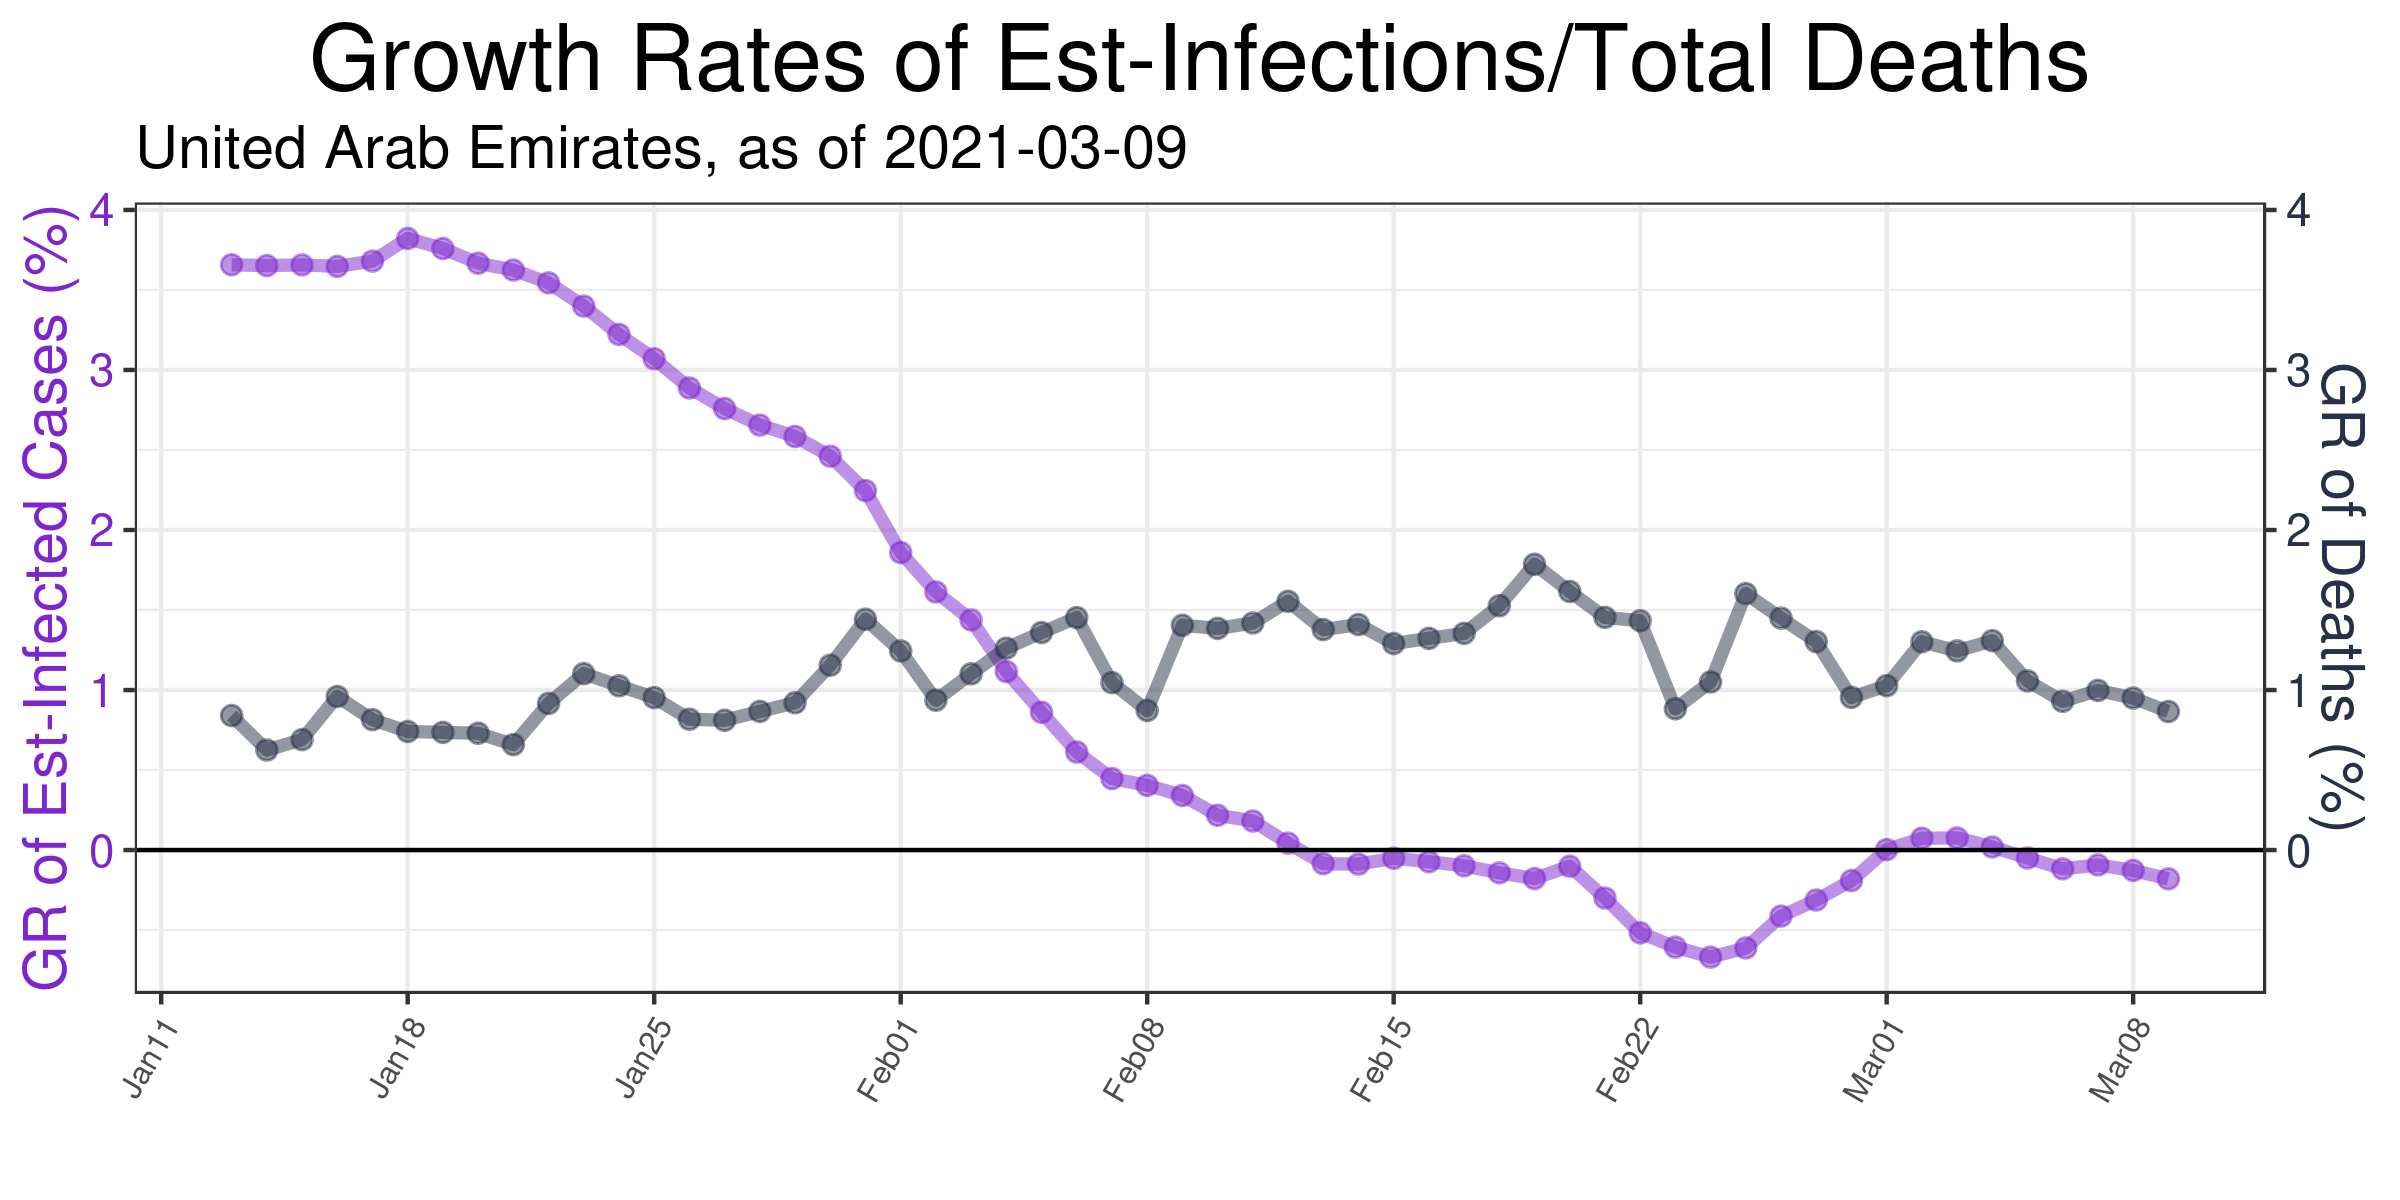 Growth Rates of Est-Infections/Total Deaths
United Arab Emirates, as of 2021-03-09
GR of Est-Infected Cases (%)
4
3
2
1
0
4
3
2
1
0
GR of Deaths (%)
Jan11
Jan18
Jan25
Feb01
Feb08
Feb15
Feb22
Mar01
Mar08